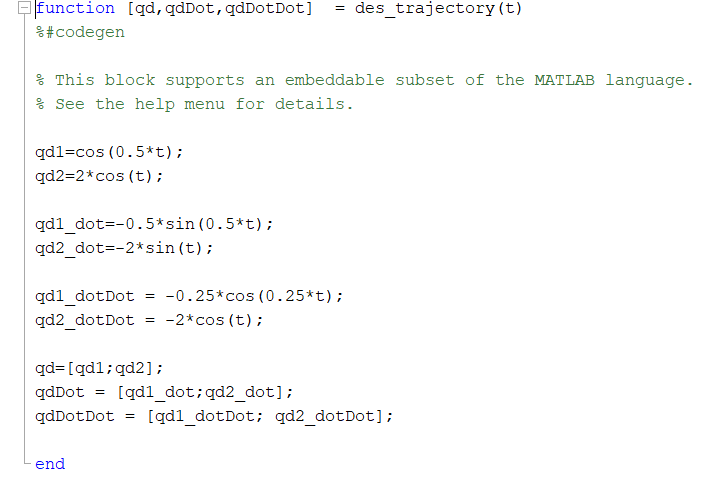 function [qd,qdDot,qdDotDot]  = des_trajectory(t)
%#codegen
% This block supports an embeddable subset of the MATLAB language.
% See the help menu for details.
qd1=cos(0.5*t);
qd2=2*cos(t);
qd1_dot=-0.5*sin(0.5*t);
qd2_dot=-2*sin(t);
qd1_dotDot = -0.25*cos(0.25*t);
qd2_dotDot = -2*cos(t);
qd=[qd1;qd2];
qdDot = [qd1_dot;qd2_dot];
qdDotDot = [qd1_dotDot; qd2_dotDot];
end